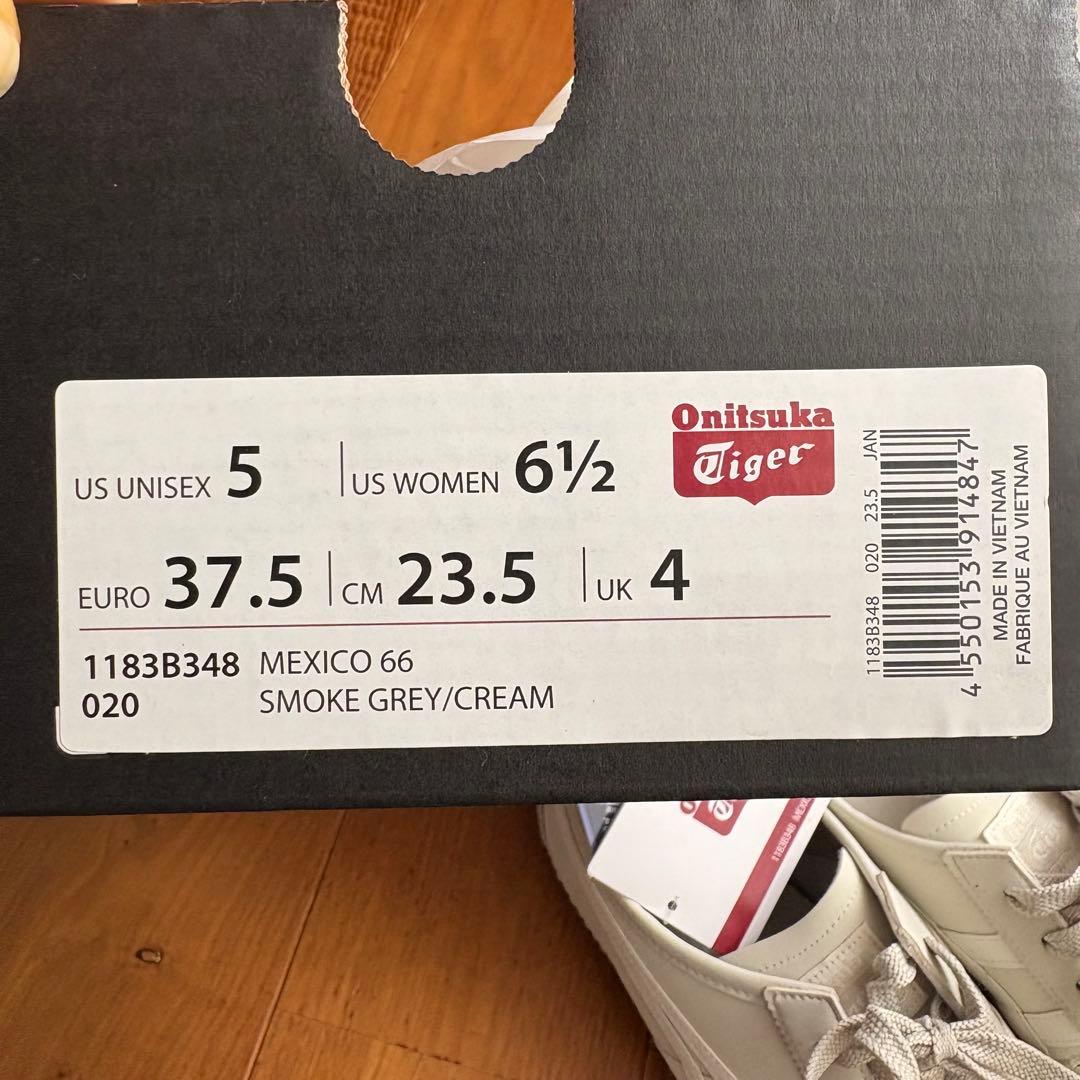 US UNISEX 5 US WOMEN 6½
Onitsuka
Tiger
EURO 37.5 CM 23.5 UK 4
1183B348 MEXICO 66
020 SMOKE GREY/CREAM
1183B348 020 23.5 JAN
4 550153 914847
MADE IN VIETNAM
FABRIQUE AU VIETNAM
1183B348